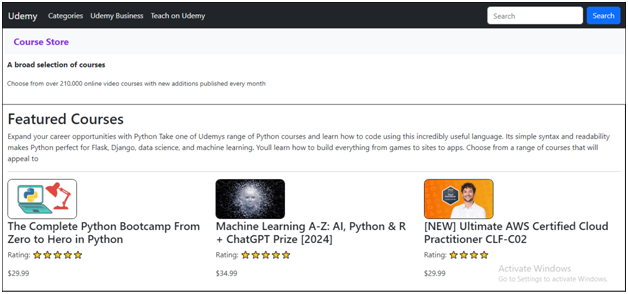 Udemy Categories Udemy Business Teach on Udemy Search Search
Course Store
A broad selection of courses
Choose from over 210,000 online video courses with new additions published every month
Featured Courses
Expand your career opportunities with Python Take one of Udemys range of Python courses and learn how to code using this incredibly useful language. Its simple syntax and readability
makes Python perfect for Flask, Django, data science, and machine learning. Youll learn how to build everything from games to sites to apps. Choose from a range of courses that will
appeal to
The Complete Python Bootcamp From
Zero to Hero in Python
Rating:
$29.99
Machine Learning A-Z: AI, Python & R
+ ChatGPT Prize [2024]
Rating:
$34.99
[NEW] Ultimate AWS Certified Cloud
Practitioner CLF-C02
Rating:
$29.99
Activate Windows
Go to Settings to activate Windows.